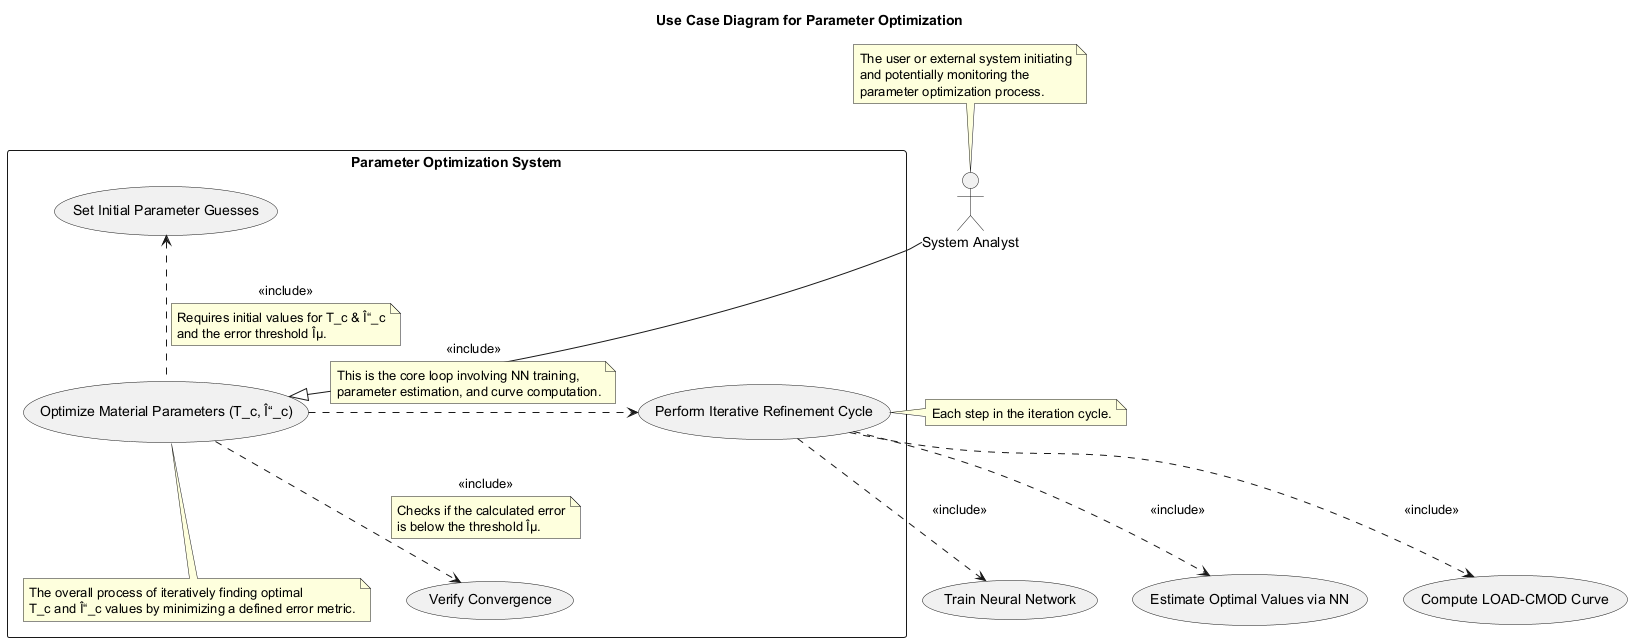 Use Case Diagram for Parameter Optimization
The user or external system initiating
and potentially monitoring the
parameter optimization process.
Parameter Optimization System
Set Initial Parameter Guesses
System Analyst
«include»
Requires initial values for T_c & Î“_c
and the error threshold Îµ.
«include»
This is the core loop involving NN training,
parameter estimation, and curve computation.
Optimize Material Parameters (T_c, Î“_c)
Perform Iterative Refinement Cycle
Each step in the iteration cycle.
«include»
Checks if the calculated error
is below the threshold Îµ.
«include»
«include»
«include»
The overall process of iteratively finding optimal
T_c and Î“_c values by minimizing a defined error metric.
Verify Convergence
Train Neural Network
Estimate Optimal Values via NN
Compute LOAD-CMOD Curve